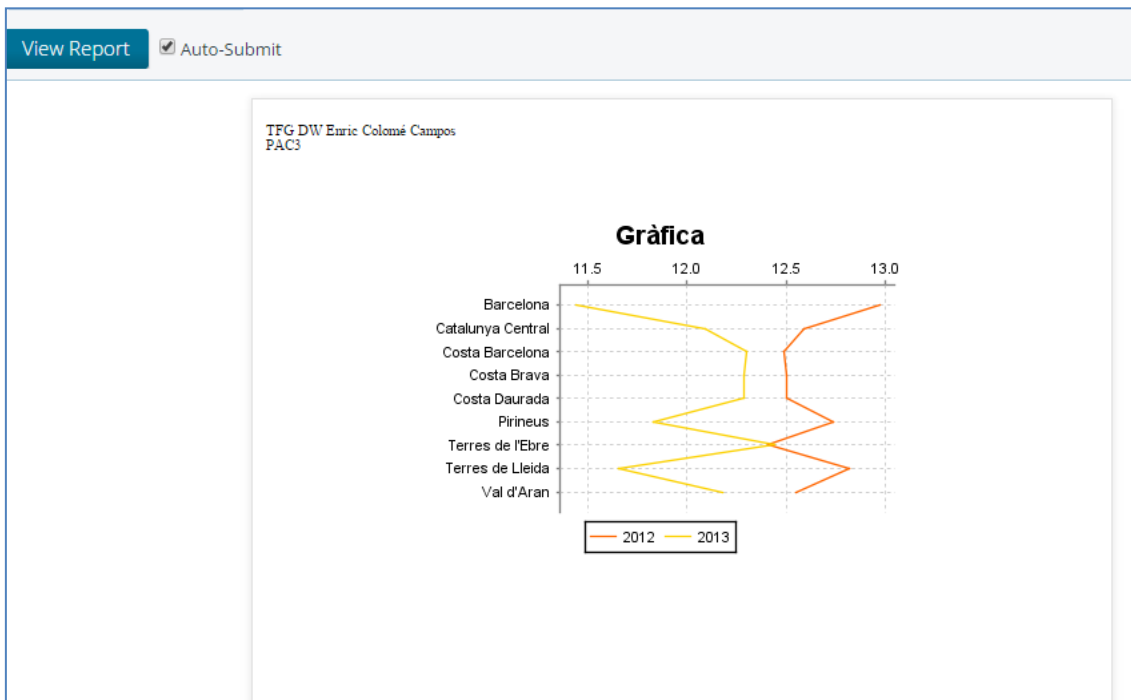 View Report Auto-Submit
TFG DW Enric Colomé Campos
PAC3
Gràfica
11.5 12.0 12.5 13.0
Barcelona
Catalunya Central
Costa Barcelona
Costa Brava
Costa Daurada
Pirineus
Terres de l'Ebre
Terres de Lleida
Val d'Aran
2012 2013